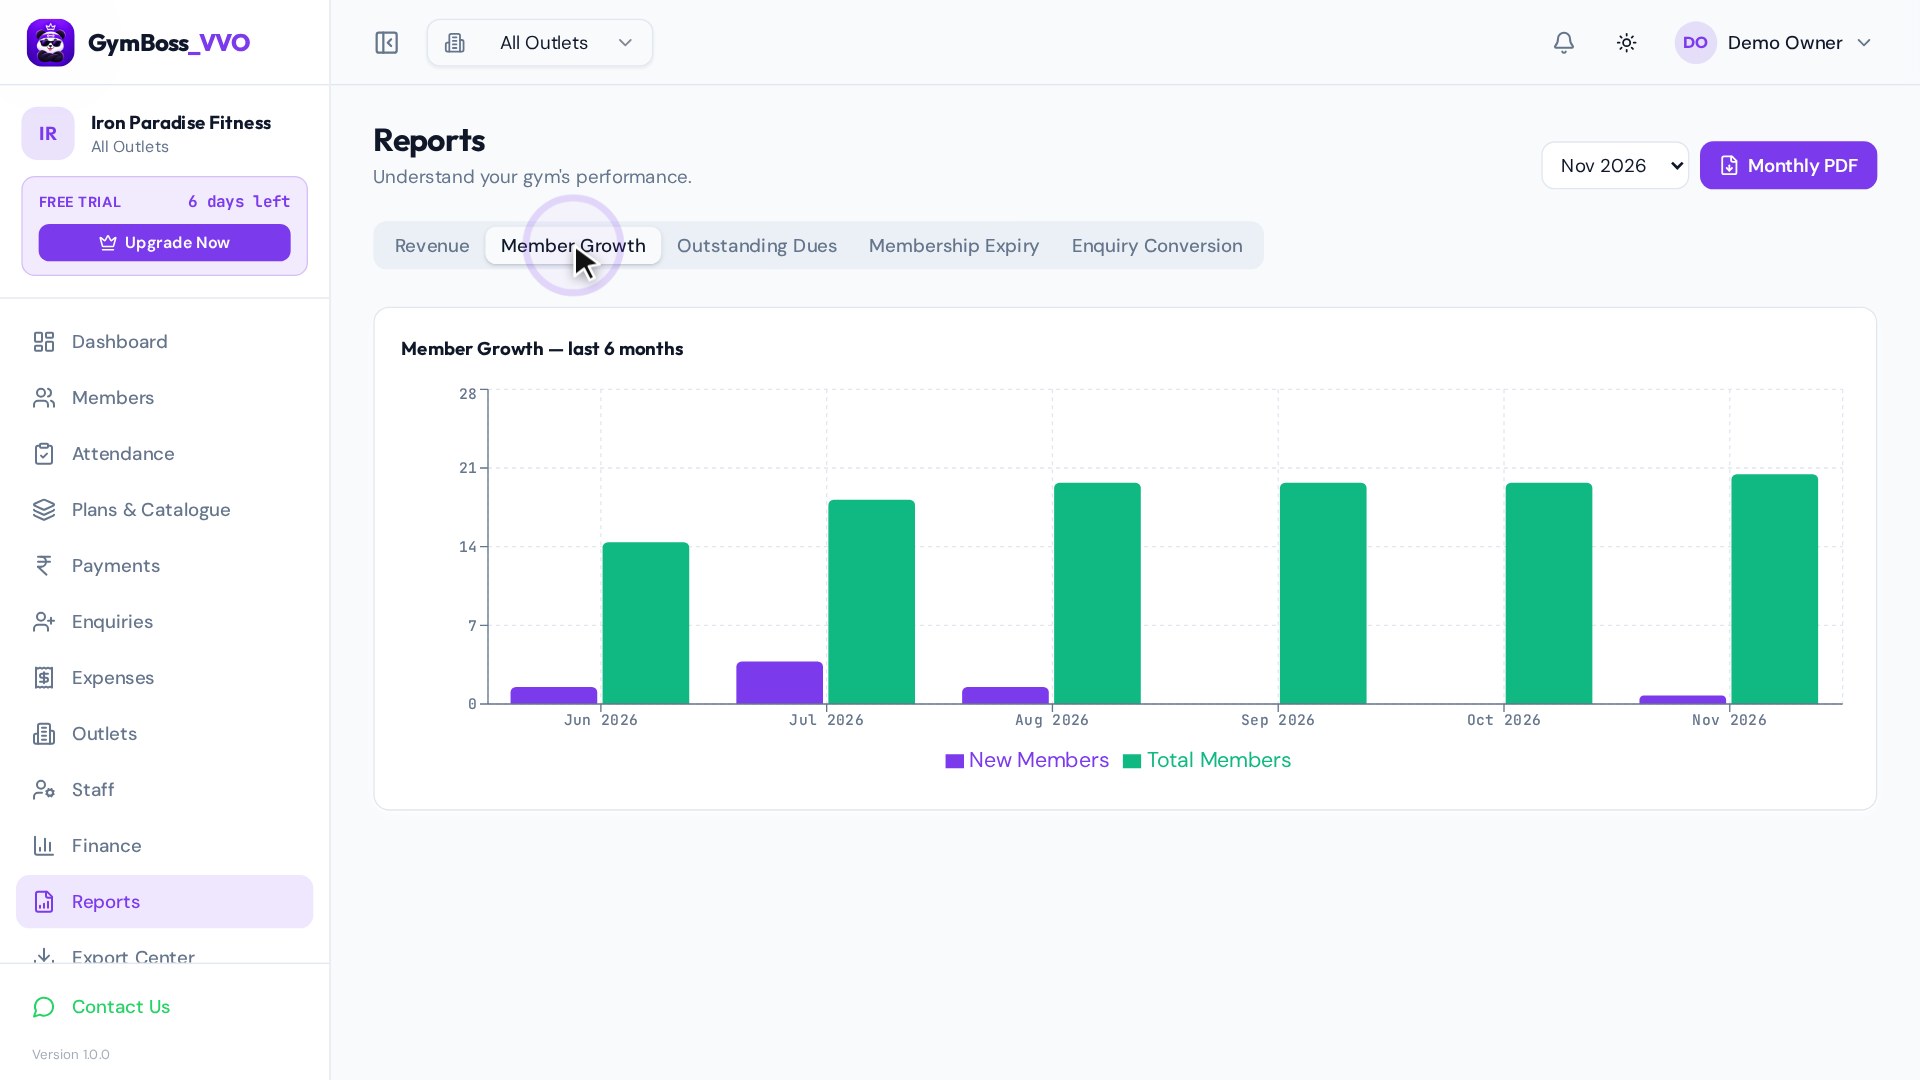 GymBoss_VVO
All Outlets
DO
Demo Owner
IR
Iron Paradise Fitness
All Outlets
FREE TRIAL
6 days left
Upgrade Now
Dashboard
Members
Attendance
Plans & Catalogue
Payments
Enquiries
Expenses
Outlets
Staff
Finance
Reports
Export Center
Contact Us
Version 1.0.0
Reports
Understand your gym's performance.
Nov 2026
Monthly PDF
Revenue
Member Growth
Outstanding Dues
Membership Expiry
Enquiry Conversion
Member Growth — last 6 months
28
21
14
7
0
Jun 2026
Jul 2026
Aug 2026
Sep 2026
Oct 2026
Nov 2026
New Members
Total Members